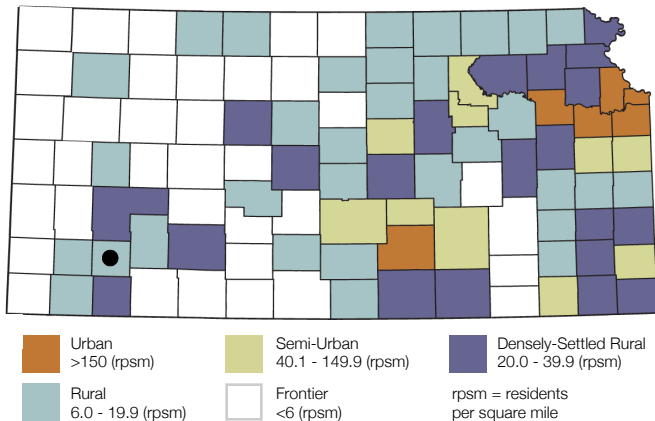 Urban
>150 (rpsm)
Semi-Urban
40.1 - 149.9 (rpsm)
Densely-Settled Rural
20.0 - 39.9 (rpsm)
Rural
6.0 - 19.9 (rpsm)
Frontier
<6 (rpsm)
rpsm = residents
per square mile